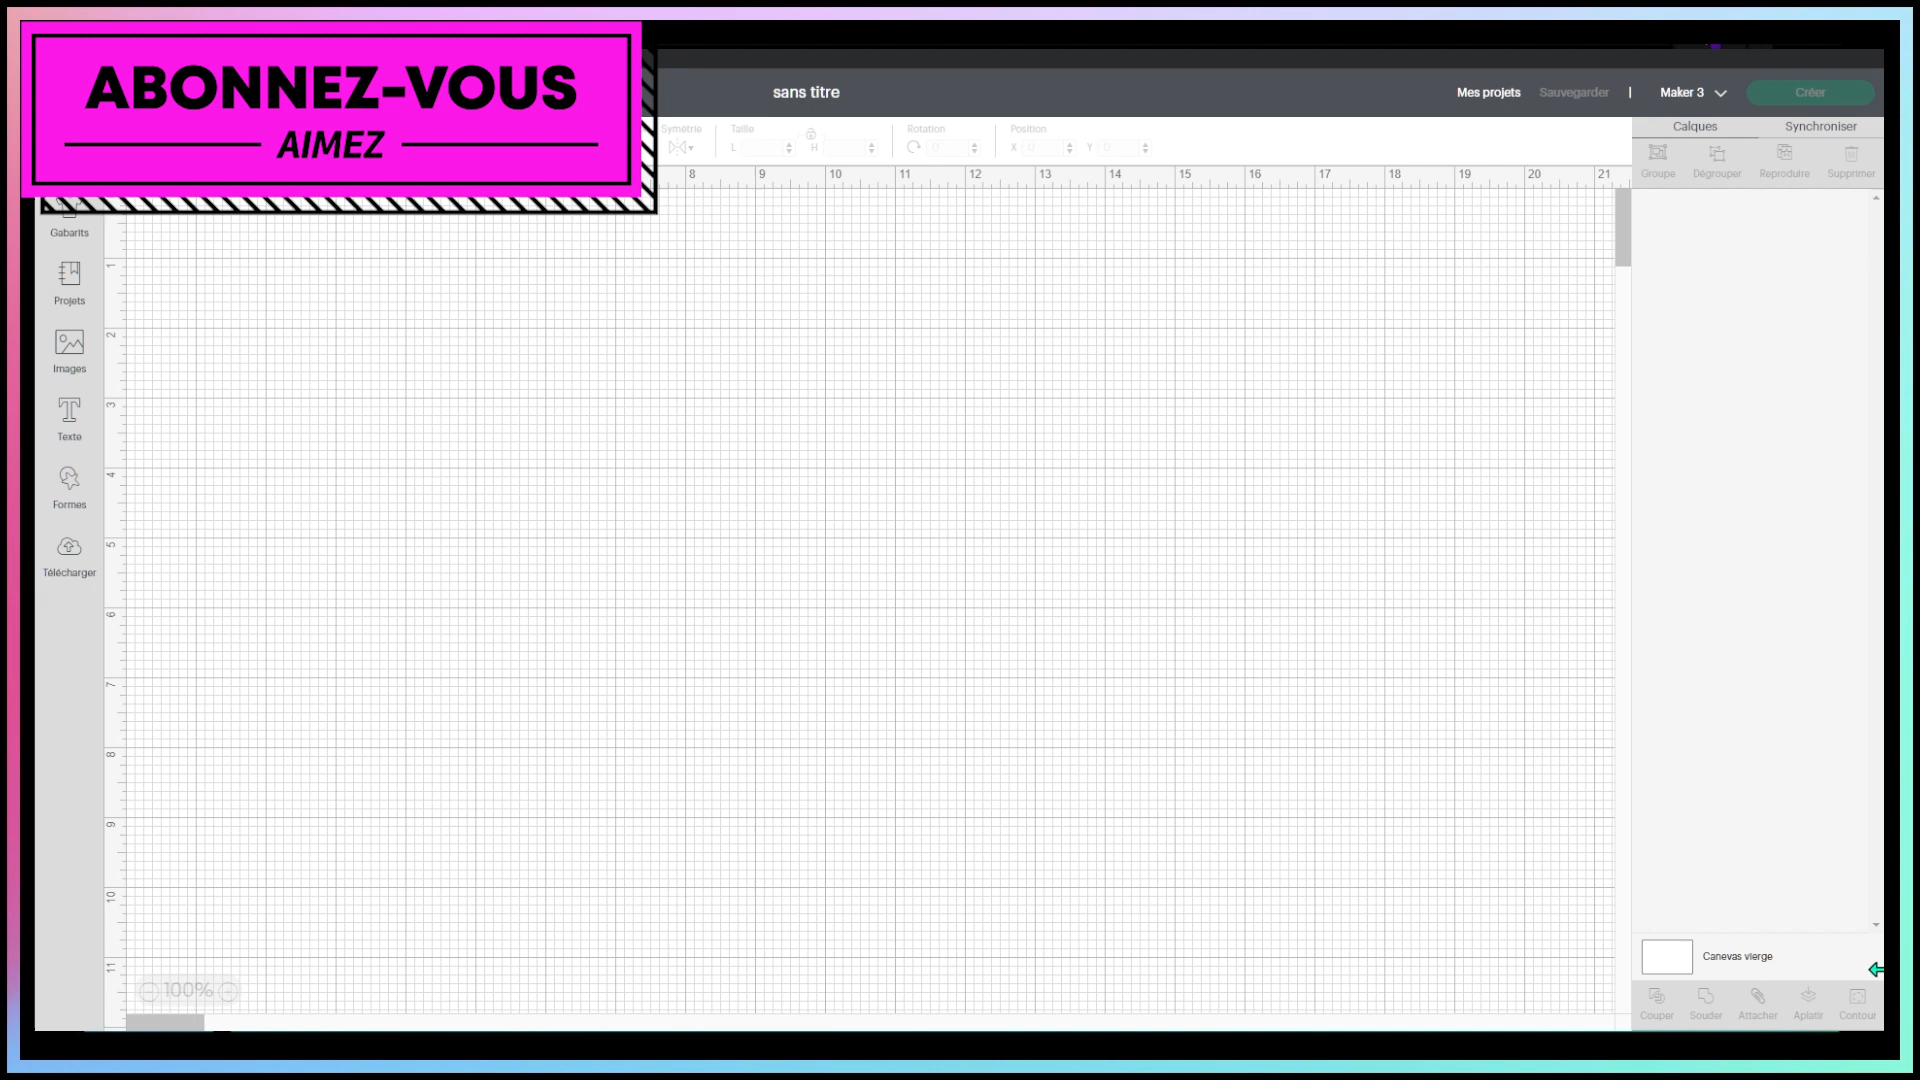 ABONNEZ-VOUS
AIMEZ
sans titre
Mes projets Sauvegarder | Maker 3 Créer
Symétrie Taille Rotation Position
L H 0 X 0 Y 0
Calques Synchroniser
Groupe Dégrouper Reproduire Supprimer
8 9 10 11 12 13 14 15 16 17 18 19 20 21
Gabarits
Projets
Images
Texte
Formes
Télécharger
1
2
3
4
5
6
7
8
9
10
11
100%
Canevas vierge
Couper Souder Attacher Aplatir Contour